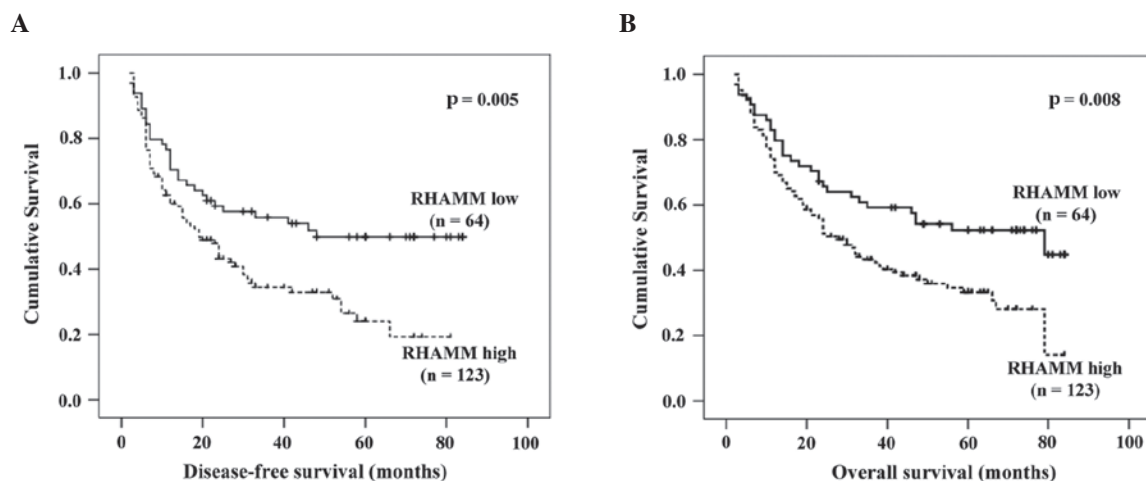 A
1.0
0.8
0.6
0.4
0.2
0.0
Cumulative Survival
p = 0.005
RHAMM low
(n = 64)
RHAMM high
(n = 123)
0 20 40 60 80 100
Disease-free survival (months)
B
1.0
0.8
0.6
0.4
0.2
0.0
Cumulative Survival
p = 0.008
RHAMM low
(n = 64)
RHAMM high
(n = 123)
0 20 40 60 80 100
Overall survival (months)